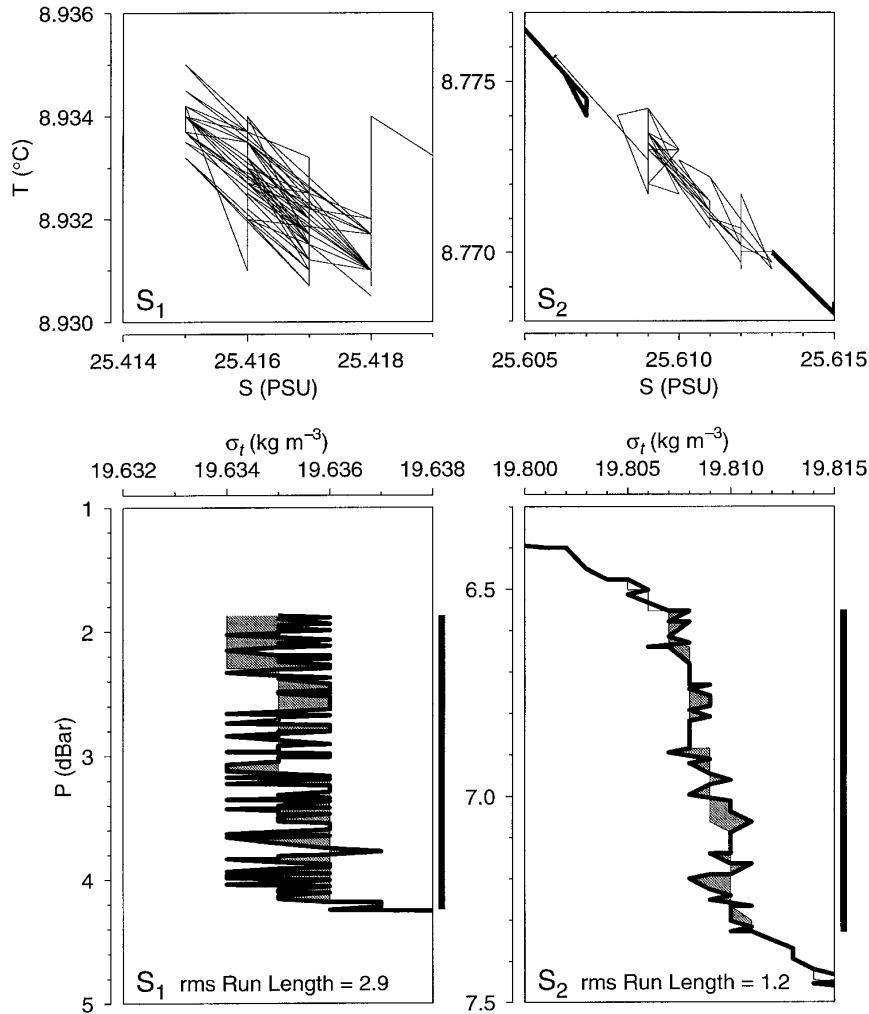 8.936
8.934
8.932
8.930
T (°C)
S1
25.414
25.416
25.418
S (PSU)
8.775
8.770
S2
25.605
25.610
25.615
S (PSU)
σt (kg m−3)
19.632
19.634
19.636
19.638
1
2
3
4
5
P (dBar)
S1 rms Run Length = 2.9
σt (kg m−3)
19.800
19.805
19.810
19.815
6.5
7.0
7.5
S2 rms Run Length = 1.2